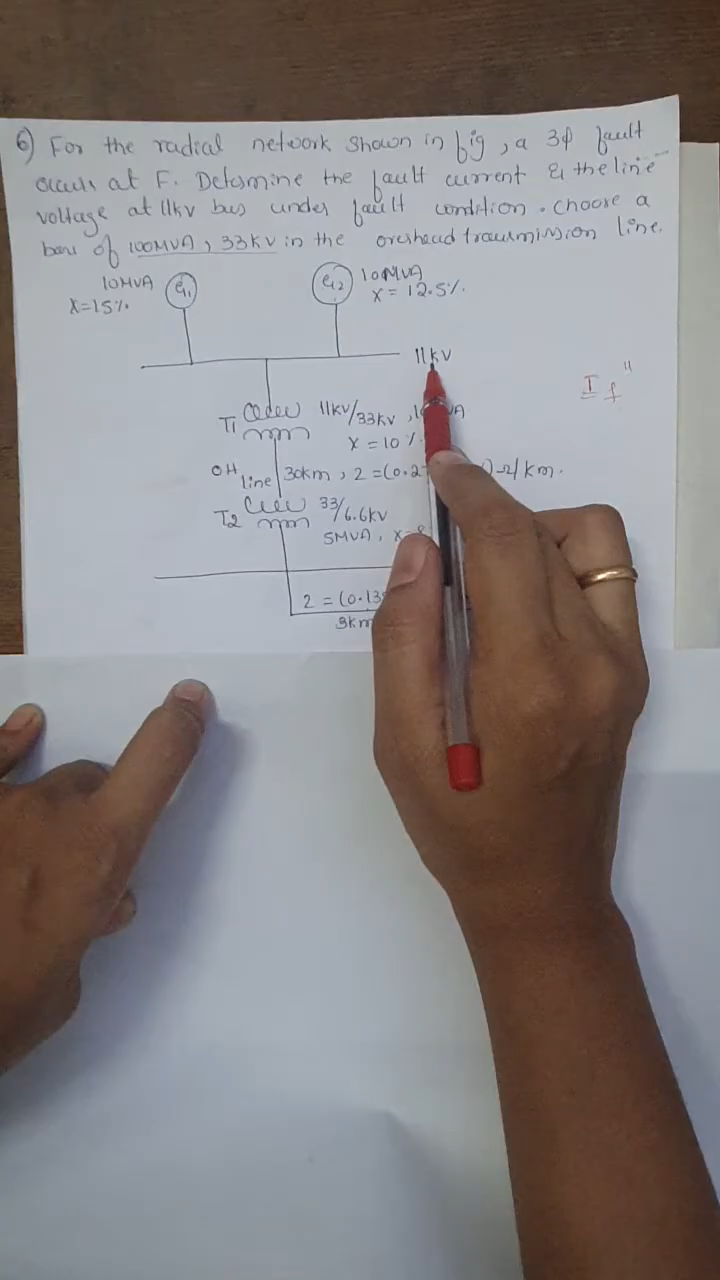 6) For the radial network shown in fig, a 3φ fault
occurs at F. Determine the fault current & the line
voltage at 11kv bus under fault condition. choose a
base of 100MVA, 33KV in the overhead transmission line.
10MVA
X=15%
G1
G2
10MVA
X= 12.5%
11kv
T1
11kv/33kv
X=10%
OH line
30km, Z=(0.2
Ω/km.
T2
33/6.6kv
5MVA,
Z=(0.13
3km
If"